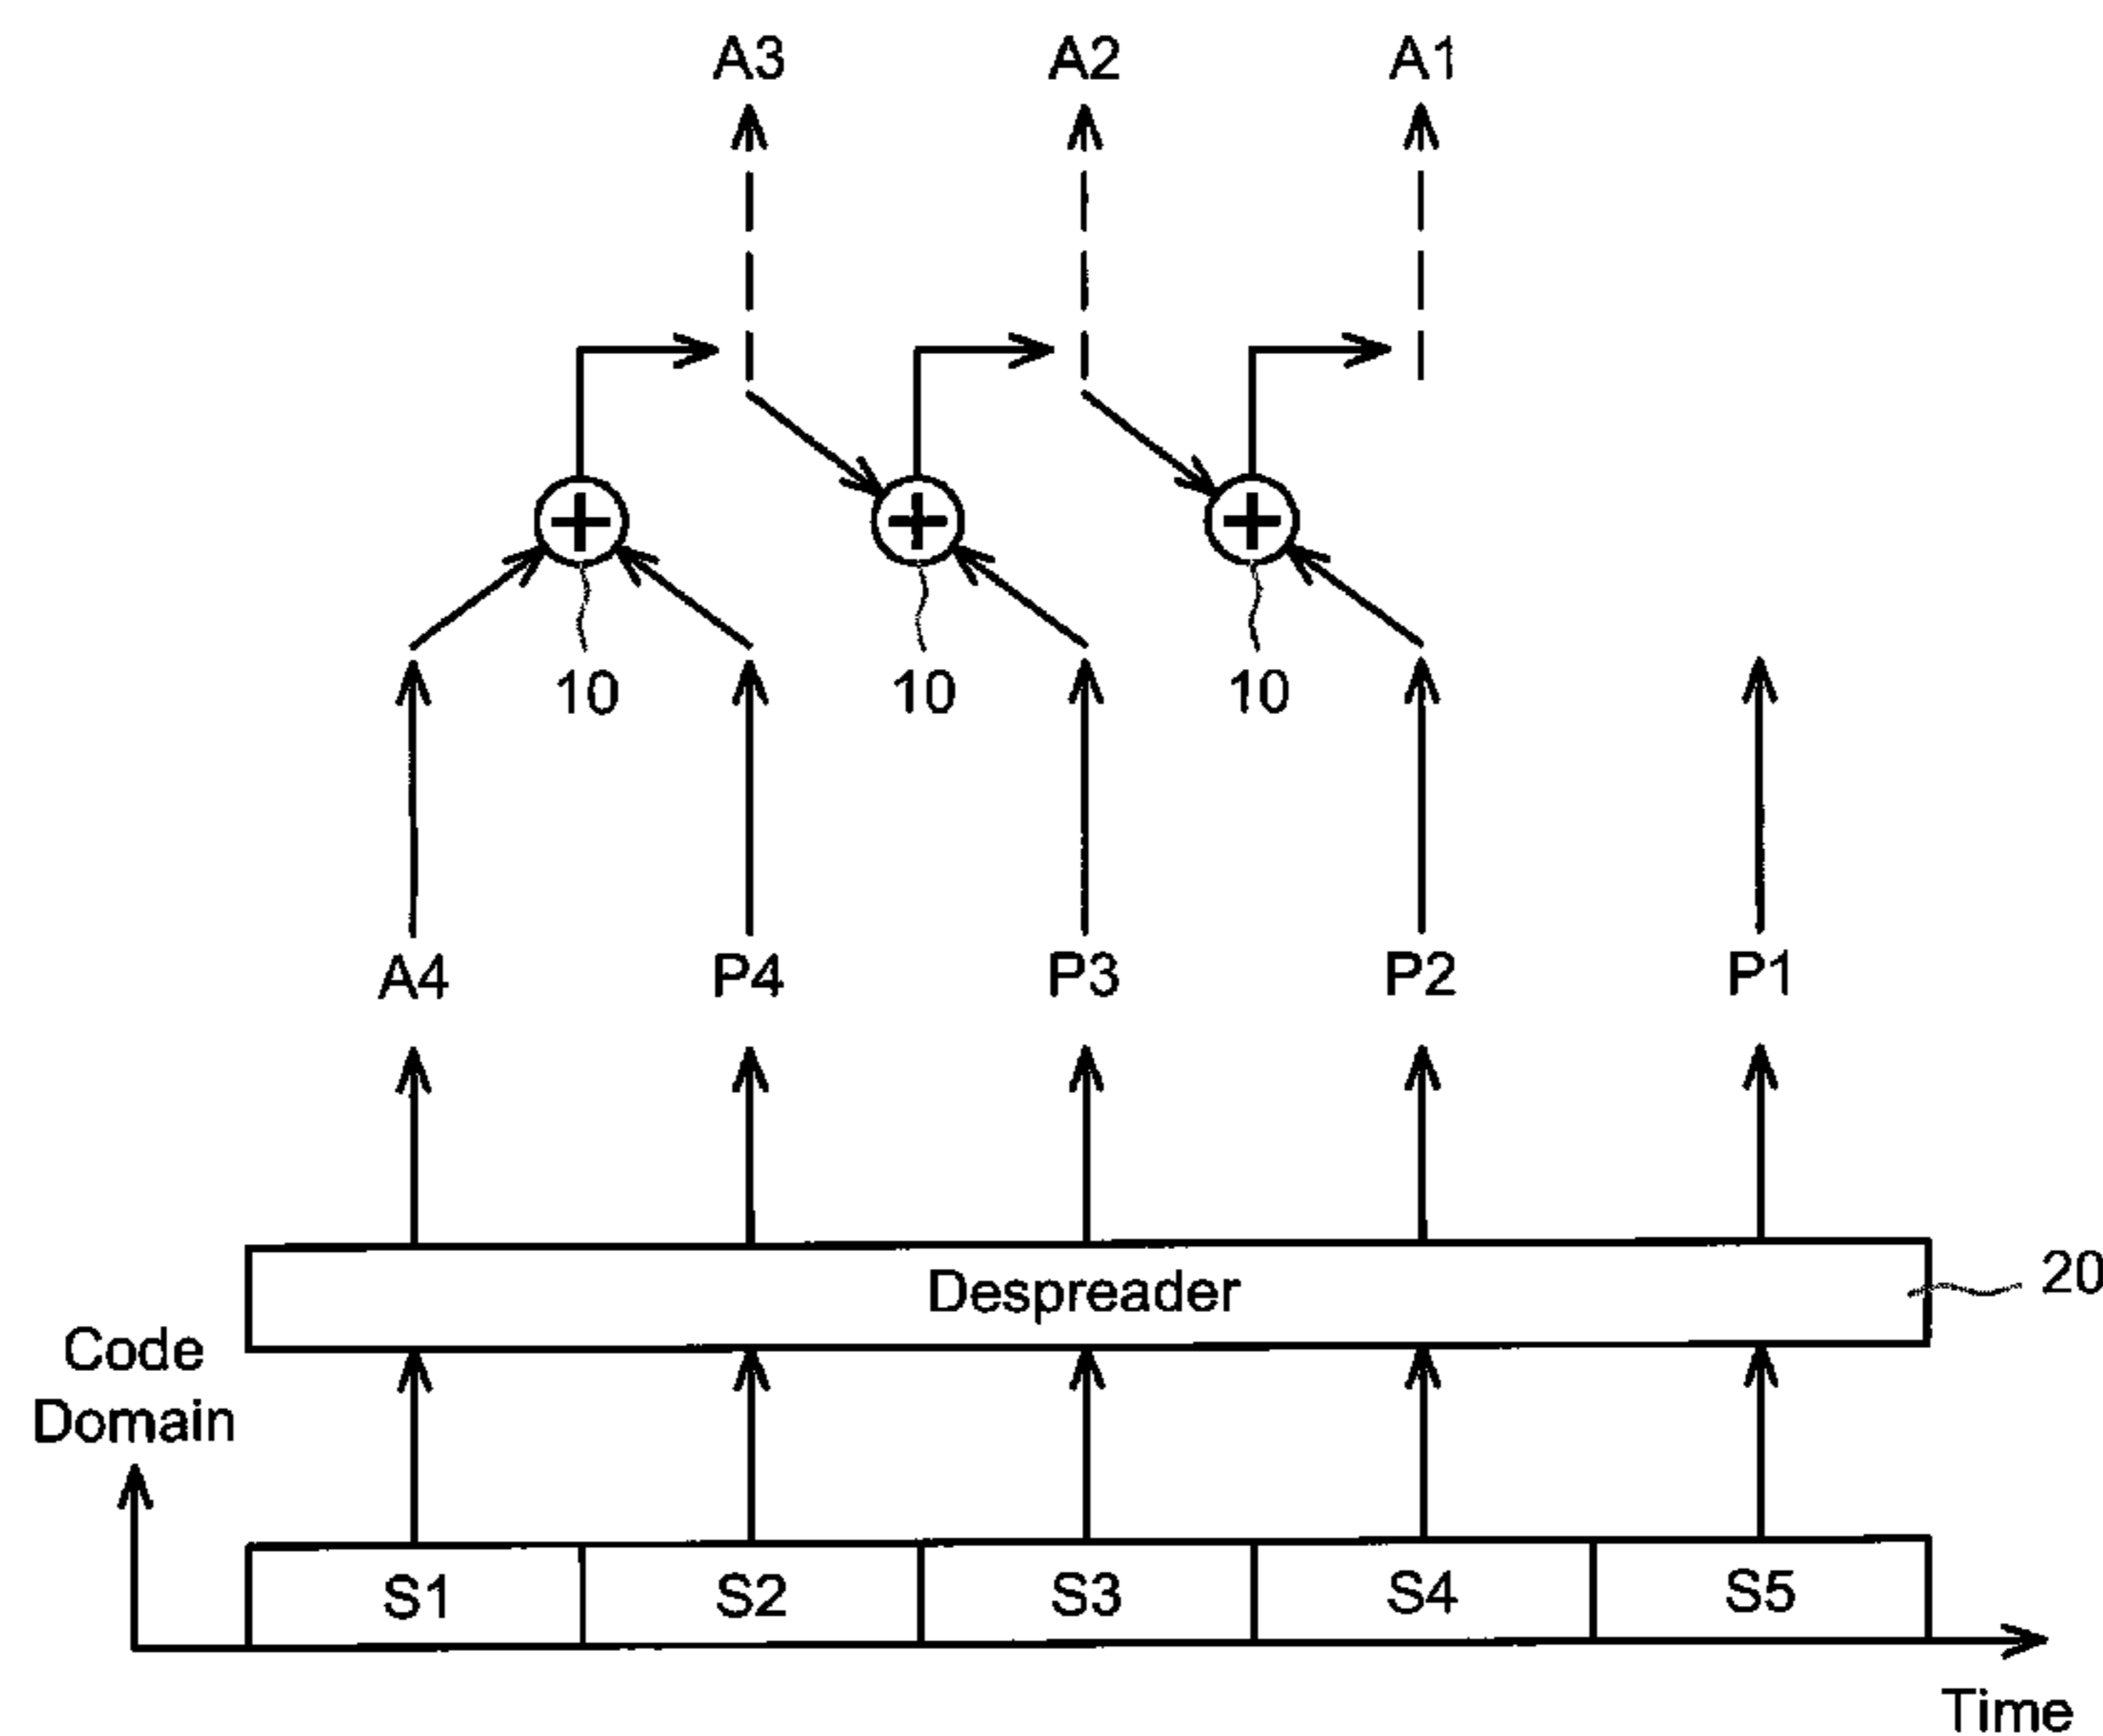 A3 A2 A1
10 10 10
A4 P4 P3 P2 P1
Despreader
20
Code
Domain
S1 S2 S3 S4 S5
Time